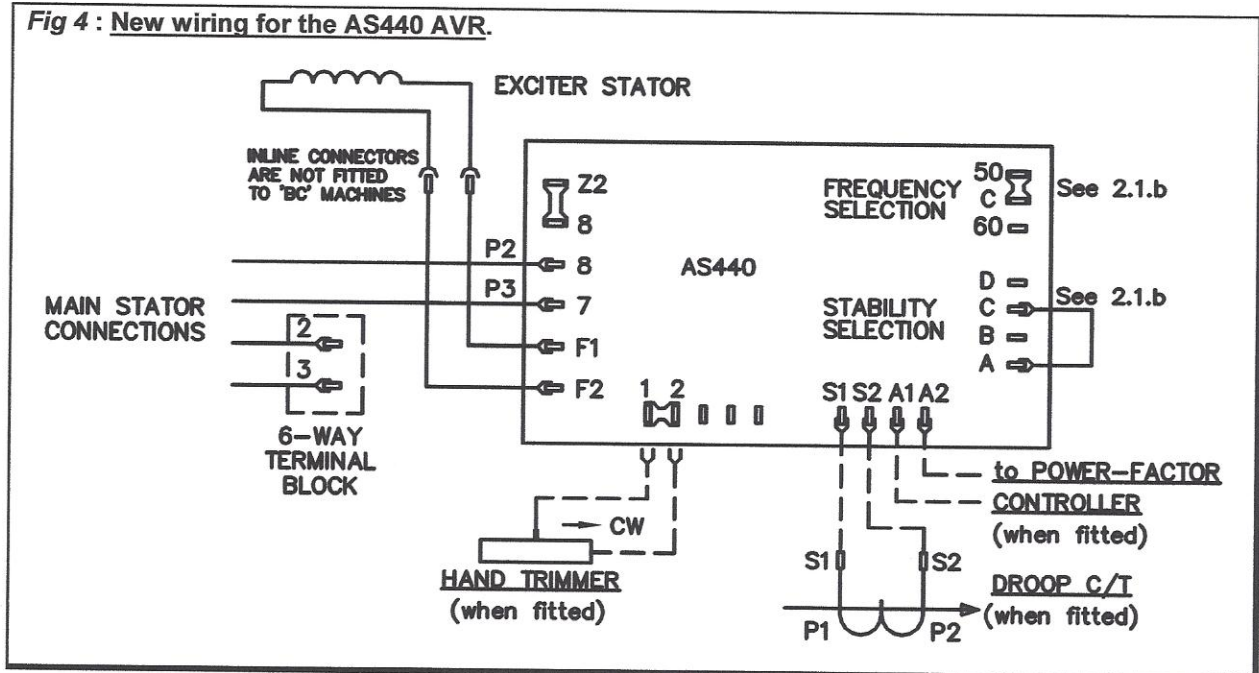 Fig 4 : New wiring for the AS440 AVR.
EXCITER STATOR
INLINE CONNECTORS
ARE NOT FITTED
TO 'BC' MACHINES
Z2
8
P2
8
P3
7
F1
F2
MAIN STATOR
CONNECTIONS
2
3
6-WAY
TERMINAL
BLOCK
AS440
FREQUENCY
SELECTION
50
C
60
See 2.1.b
STABILITY
SELECTION
D
C
B
A
See 2.1.b
1 2
S1 S2 A1 A2
to POWER-FACTOR
CONTROLLER
(when fitted)
CW
HAND TRIMMER
(when fitted)
S1
S2
DROOP C/T
(when fitted)
P1
P2